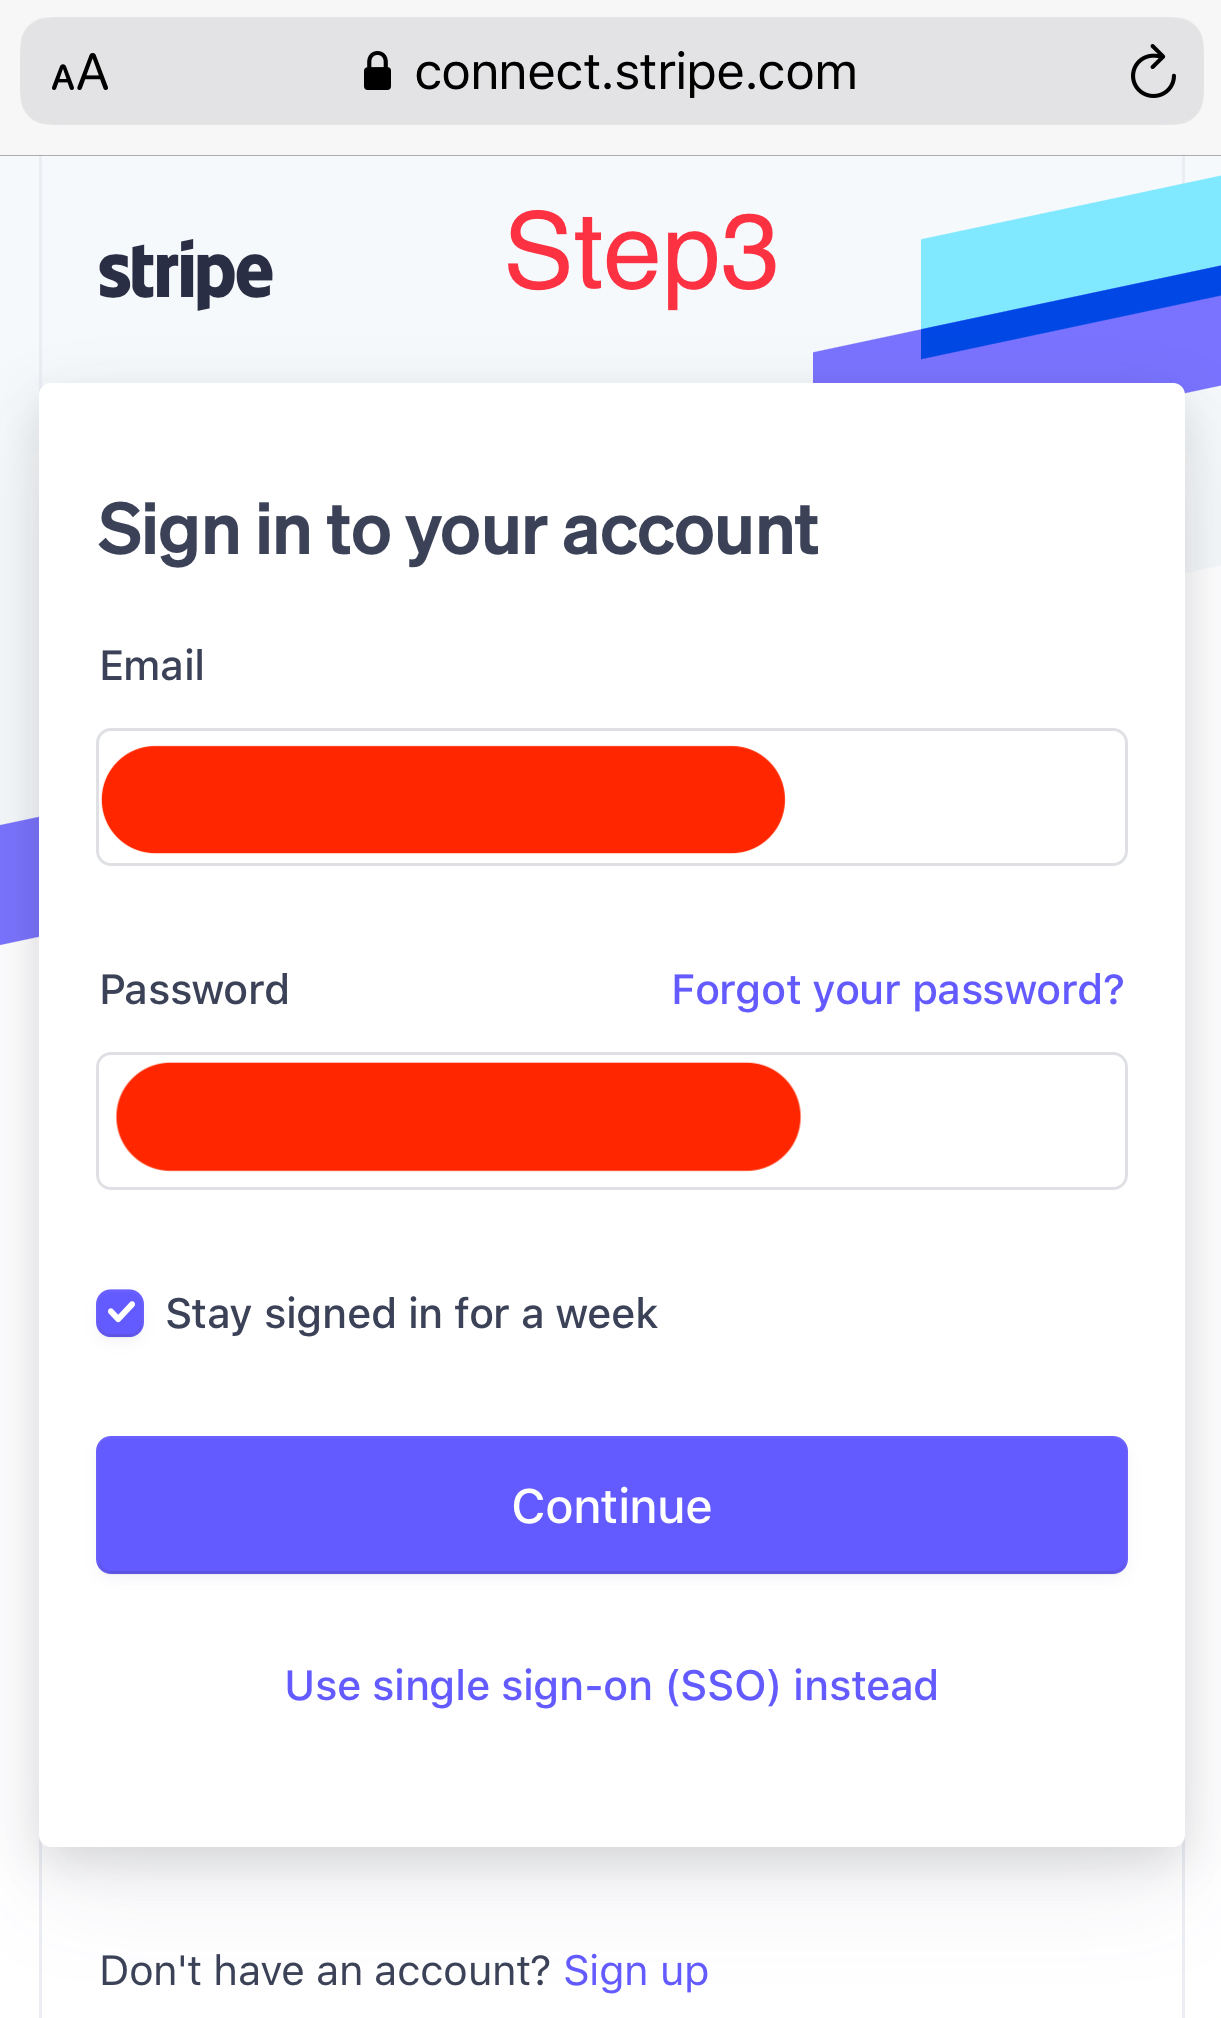 AA connect.stripe.com
stripe
Step3
Sign in to your account
Email
Password Forgot your password?
Stay signed in for a week
Continue
Use single sign-on (SSO) instead
Don't have an account? Sign up